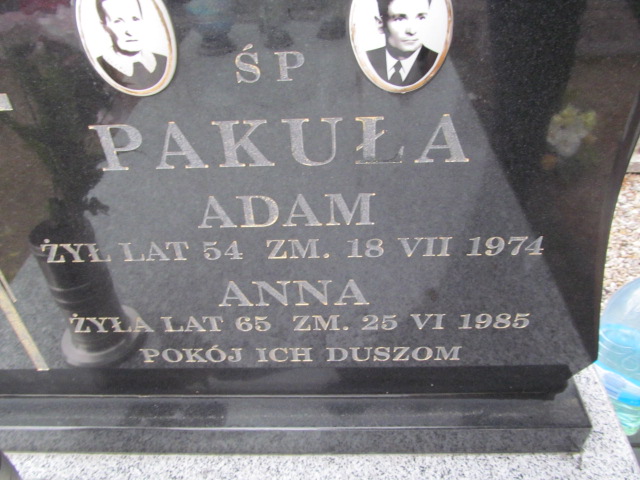 ŚP
PAKUŁA
ADAM
ŻYŁ LAT 54 ZM. 18 VII 1974
ANNA
ŻYŁA LAT 65 ZM. 25 VI 1985
POKÓJ ICH DUSZOM